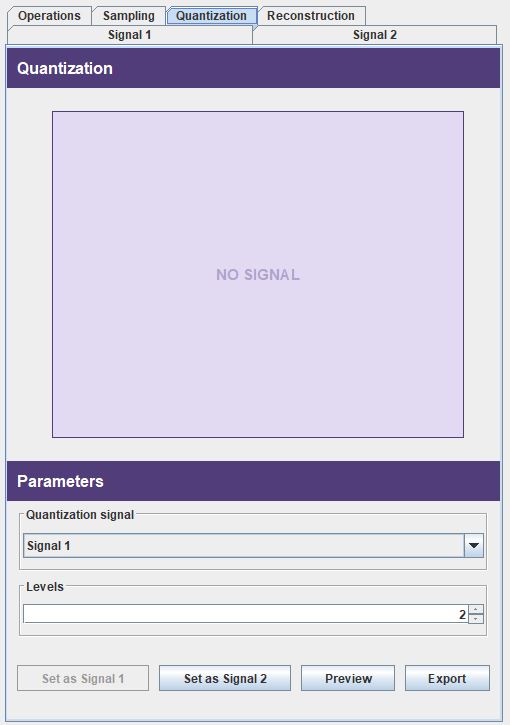 Operations Sampling Quantization Reconstruction
Signal 1 Signal 2
Quantization
NO SIGNAL
Parameters
Quantization signal
Signal 1
Levels
2
Set as Signal 1 Set as Signal 2 Preview Export